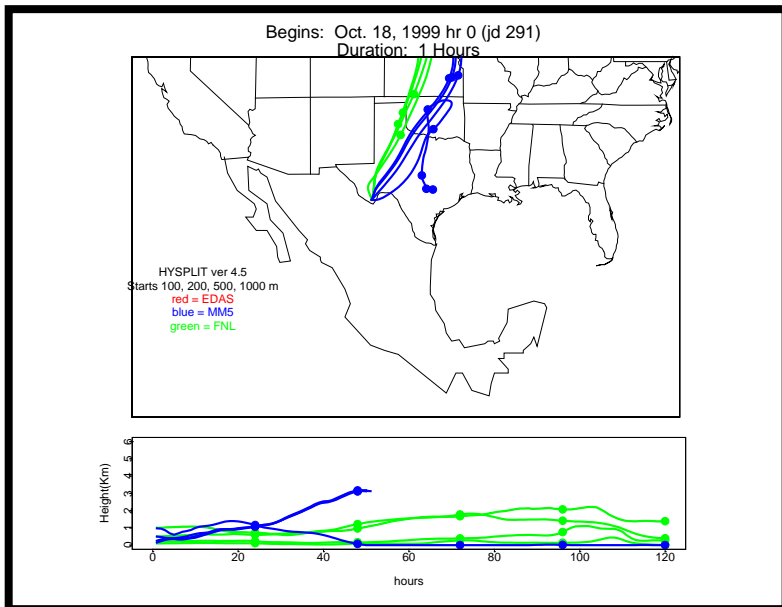 Begins:  Oct. 18, 1999 hr 0 (jd 291)
Duration:  1 Hours
HYSPLIT ver 4.5
Starts 100, 200, 500, 1000 m
red = EDAS
blue = MM5
green = FNL
Height(Km)
6
5
4
3
2
1
0
0 20 40 60 80 100 120
hours